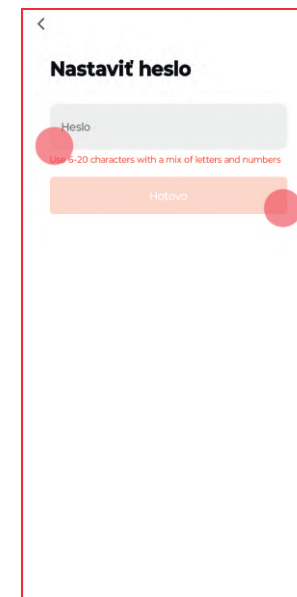 Nastaviť heslo
Heslo
Use 6-20 characters with a mix of letters and numbers
Hotovo